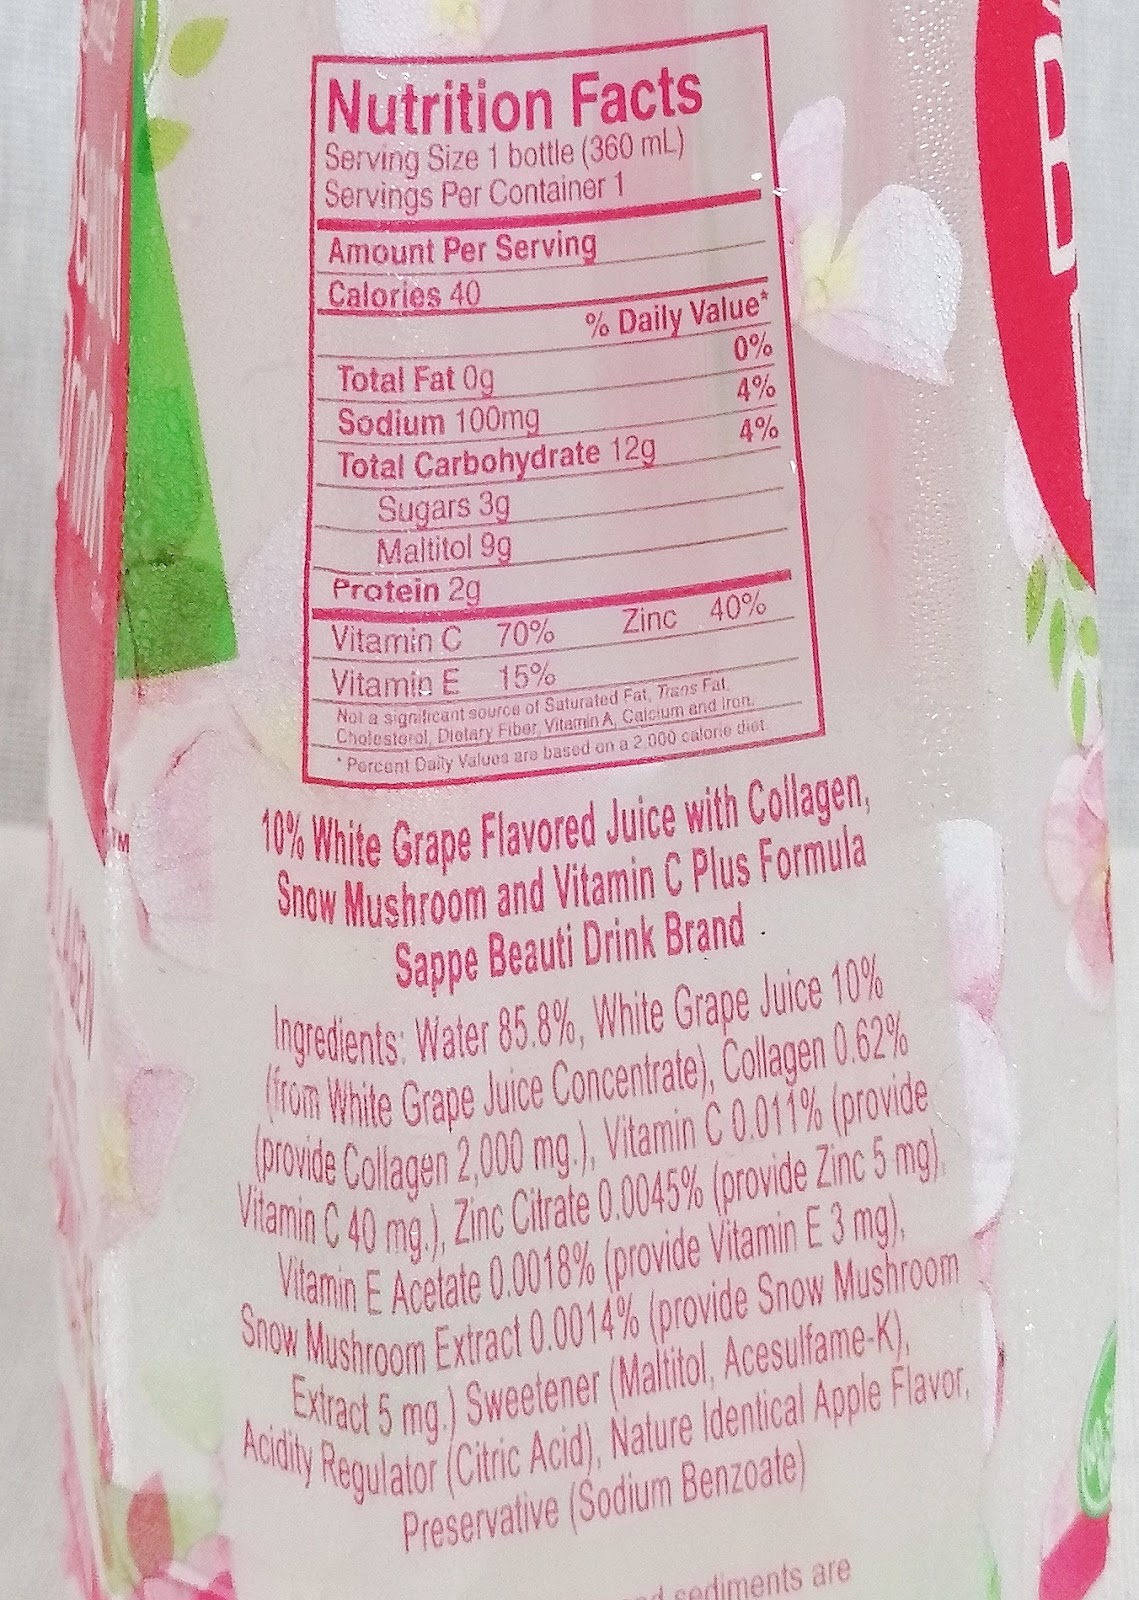 Nutrition Facts
Serving Size 1 bottle (360 mL)
Servings Per Container 1
Amount Per Serving
Calories 40
% Daily Value*
Total Fat 0g 0%
Sodium 100mg 4%
Total Carbohydrate 12g 4%
Sugars 3g
Maltitol 9g
Protein 2g
Vitamin C 70% Zinc 40%
Vitamin E 15%
Not a significant source of Saturated Fat, Trans Fat,
Cholesterol, Dietary Fiber, Vitamin A, Calcium and Iron.
* Percent Daily Values are based on a 2,000 calorie diet.
10% White Grape Flavored Juice with Collagen,
Snow Mushroom and Vitamin C Plus Formula
Sappe Beauti Drink Brand
Ingredients: Water 85.8%, White Grape Juice 10%
(from White Grape Juice Concentrate), Collagen 0.62%
(provide Collagen 2,000 mg.), Vitamin C 0.011% (provide
Vitamin C 40 mg.), Zinc Citrate 0.0045% (provide Zinc 5 mg),
Vitamin E Acetate 0.0018% (provide Vitamin E 3 mg),
Snow Mushroom Extract 0.0014% (provide Snow Mushroom
Extract 5 mg.) Sweetener (Maltitol, Acesulfame-K),
Acidity Regulator (Citric Acid), Nature Identical Apple Flavor,
Preservative (Sodium Benzoate)
sediments are
TM